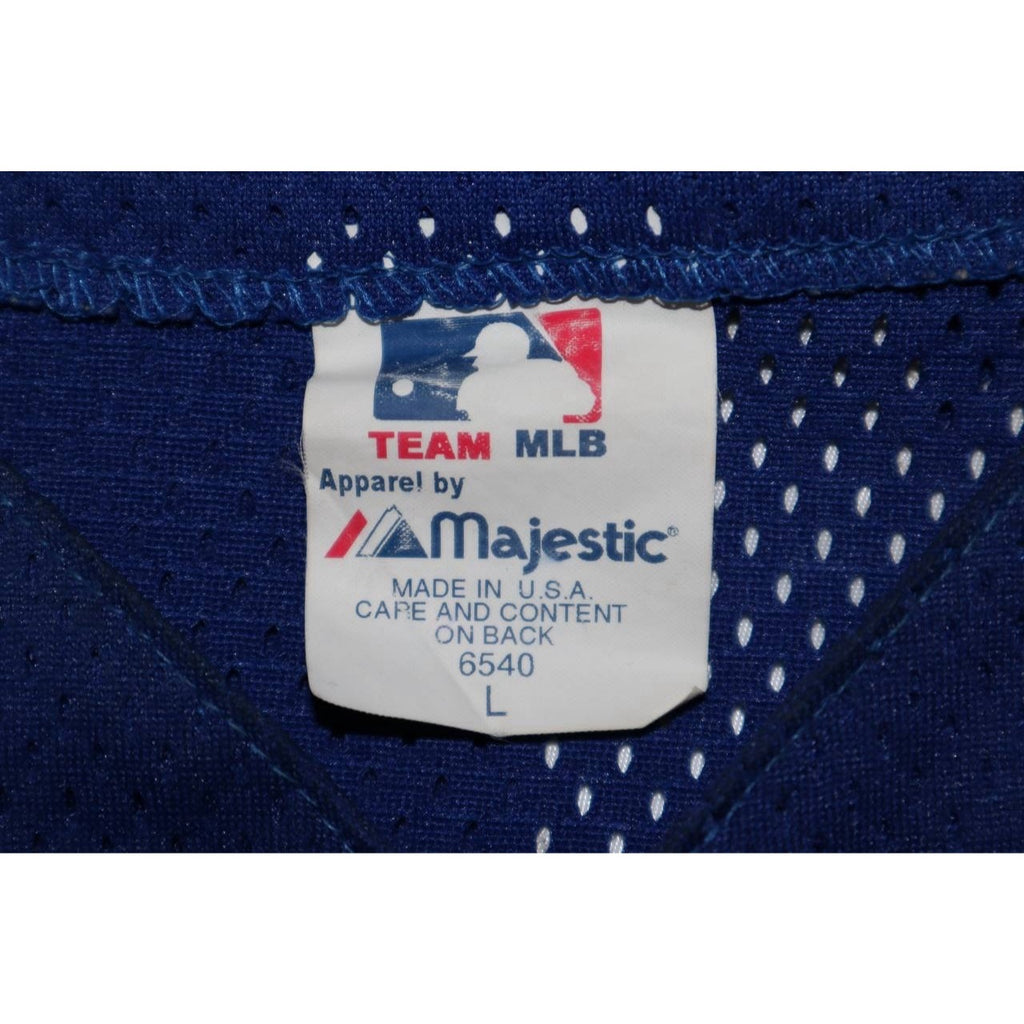 TEAM MLB
Apparel by
Majestic®
MADE IN U.S.A.
CARE AND CONTENT
ON BACK
6540
L